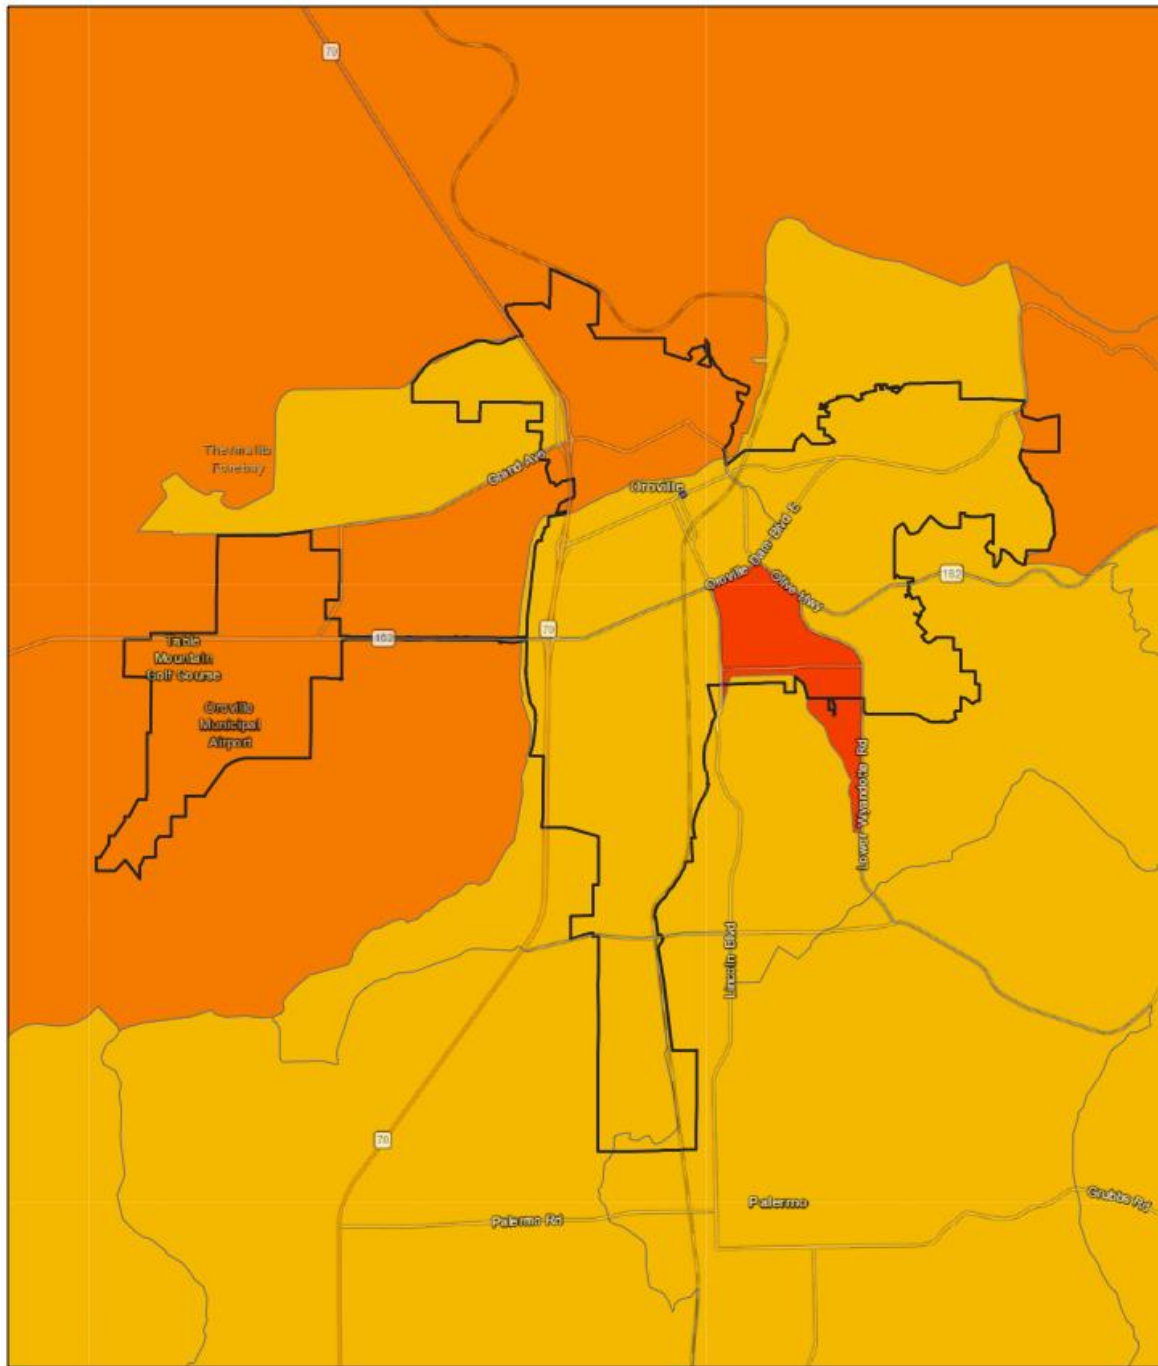 70
Thermalito
Forebay
Grand Ave
Oroville
Oroville Dam Blvd E
Olive Hwy
162
162
70
Table
Mountain
Golf Course
Oroville
Municipal
Airport
Lower Wyandotte Rd
Lincoln Blvd
70
Palermo
Palermo Rd
Grubbs Rd